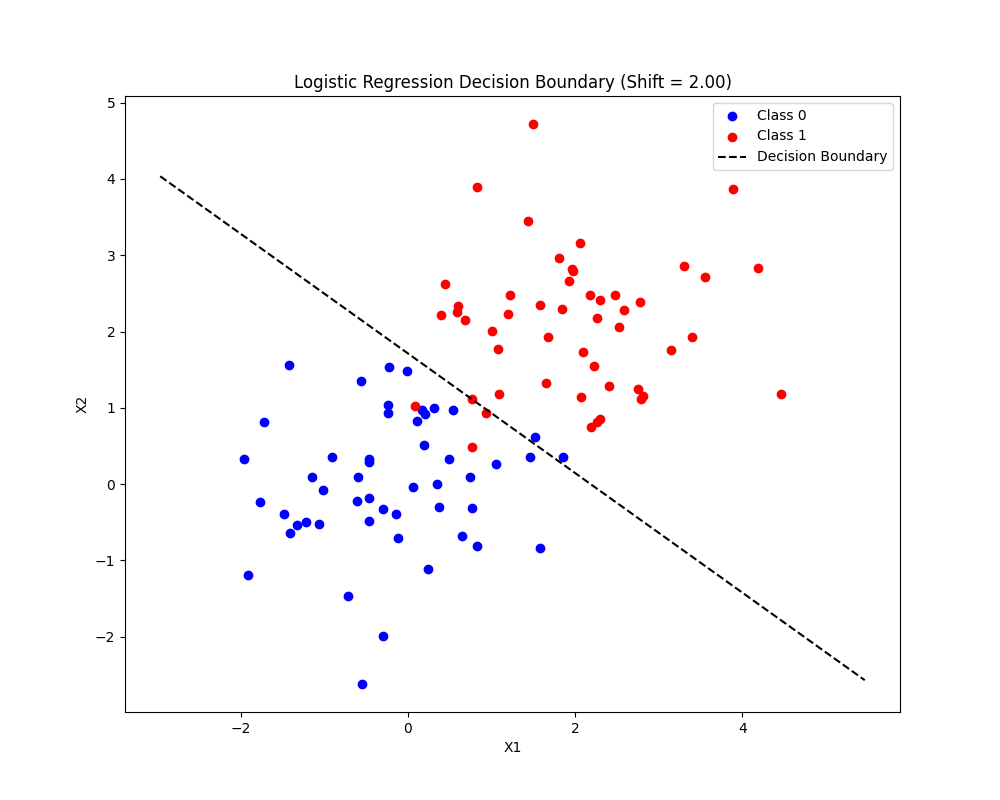 Logistic Regression Decision Boundary (Shift = 2.00)
Class 0
Class 1
Decision Boundary
5
4
3
2
1
0
−1
−2
X2
−2
0
2
4
X1